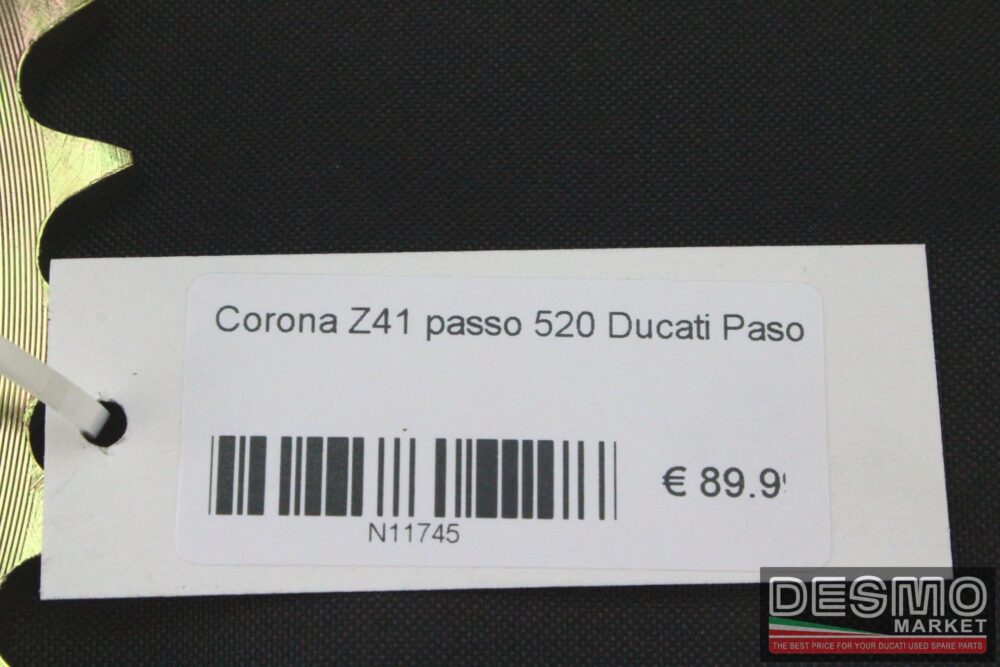 Corona Z41 passo 520 Ducati Paso
€ 89.9
N11745
DESMO
MARKET
THE BEST PRICE FOR YOUR DUCATI USED SPARE PARTS